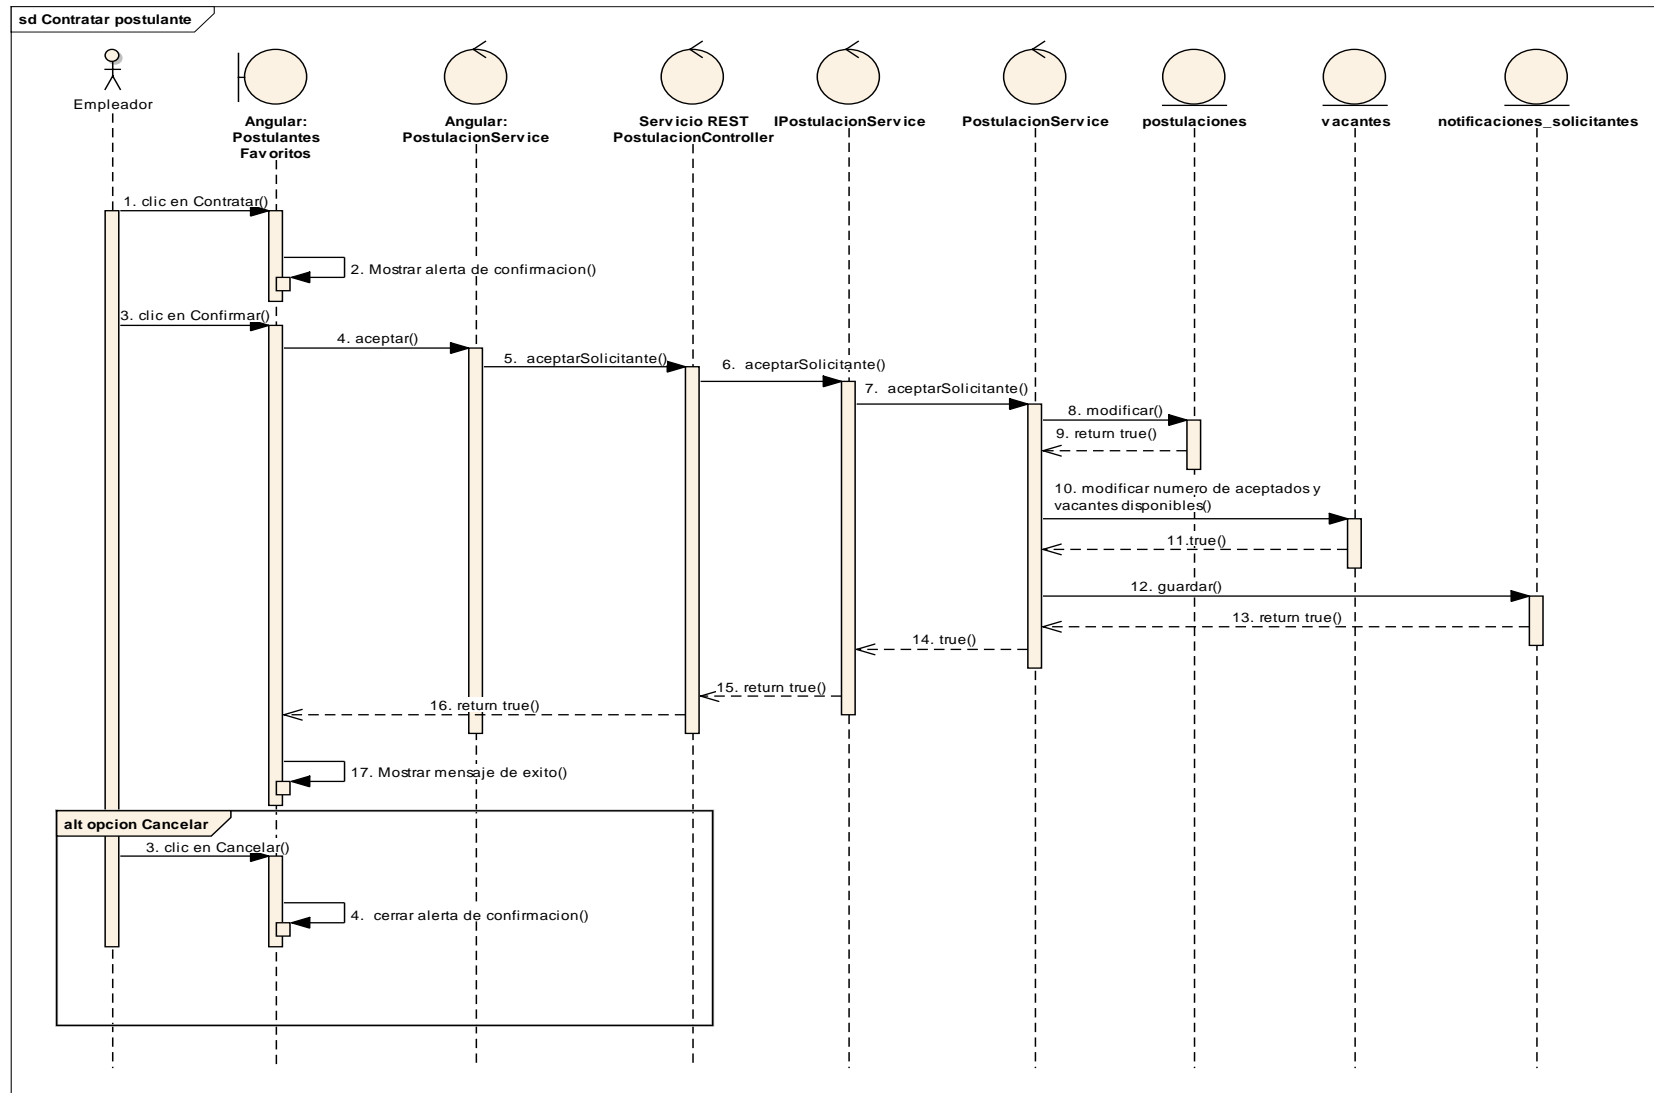 sd Contratar postulante
Empleador
Angular:
Postulantes
Favoritos
Angular:
PostulacionService
Servicio REST
PostulacionController
IPostulacionService
PostulacionService
postulaciones
vacantes
notificaciones_solicitantes
1. clic en Contratar()
2. Mostrar alerta de confirmacion()
3. clic en Confirmar()
4. aceptar()
5. aceptarSolicitante()
6. aceptarSolicitante()
7. aceptarSolicitante()
8. modificar()
9. return true()
10. modificar numero de aceptados y
vacantes disponibles()
11.true()
12. guardar()
13. return true()
14. true()
15. return true()
16. return true()
17. Mostrar mensaje de exito()
alt opcion Cancelar
3. clic en Cancelar()
4. cerrar alerta de confirmacion()